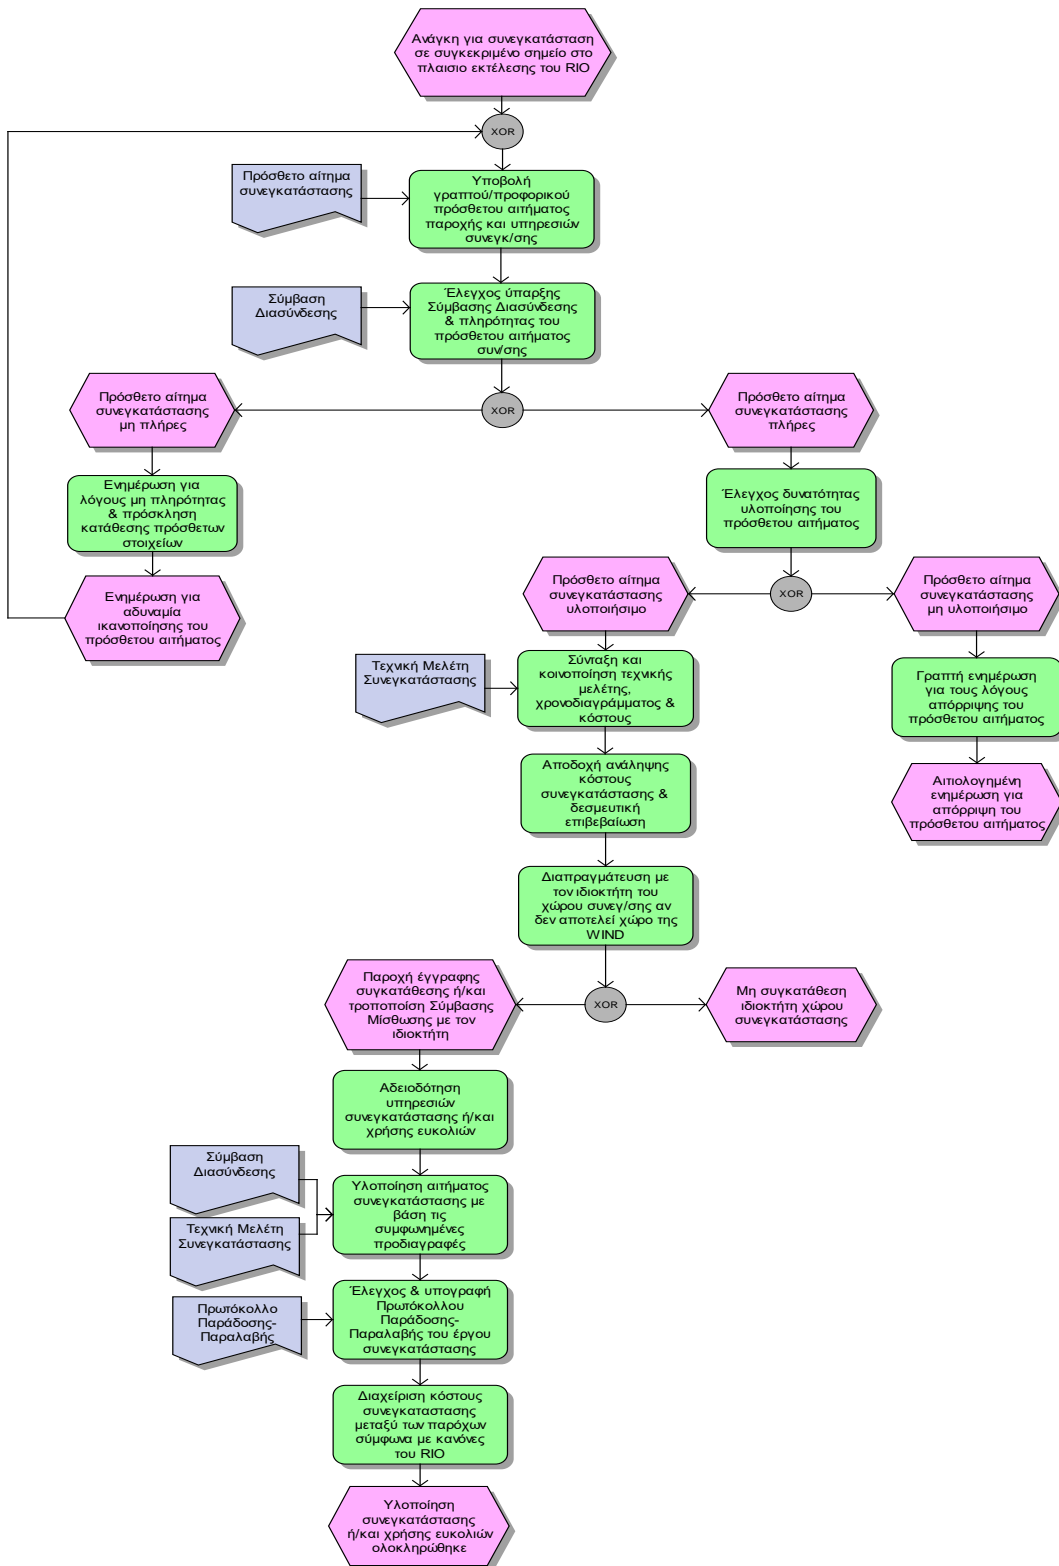 Ανάγκη για συνεγκατάσταση
σε συγκεκριμένο σημείο στο
πλαισιο εκτέλεσης του RIO
XOR
Πρόσθετο αίτημα
συνεγκατάστασης
Υποβολή
γραπτού/προφορικού
πρόσθετου αιτήματος
παροχής και υπηρεσιών
συνεγκ/σης
Σύμβαση
Διασύνδεσης
Έλεγχος ύπαρξης
Σύμβασης Διασύνδεσης
& πληρότητας του
πρόσθετου αιτήματος
συν/σης
Πρόσθετο αίτημα
συνεγκατάστασης
μη πλήρες
XOR
Πρόσθετο αίτημα
συνεγκατάστασης
πλήρες
Ενημέρωση για
λόγους μη πληρότητας
& πρόσκληση
κατάθεσης πρόσθετων
στοιχείων
Έλεγχος δυνατότητας
υλοποίησης του
πρόσθετου αιτήματος
Ενημέρωση για
αδυναμία
ικανοποίησης του
πρόσθετου αιτήματος
Πρόσθετο αίτημα
συνεγκατάστασης
υλοποιήσιμο
XOR
Πρόσθετο αίτημα
συνεγκατάστασης
μη υλοποιήσιμο
Τεχνική Μελέτη
Συνεγκατάστασης
Σύνταξη και
κοινοποίηση τεχνικής
μελέτης,
χρονοδιαγράμματος &
κόστους
Γραπτή ενημέρωση
για τους λόγους
απόρριψης του
πρόσθετου αιτήματος
Αποδοχή ανάληψης
κόστους
συνεγκατάστασης &
δεσμευτική
επιβεβαίωση
Αιτιολογημένη
ενημέρωση για
απόρριψη του
πρόσθετου αιτήματος
Διαπραγμάτευση με
τον ιδιοκτήτη του
χώρου συνεγ/σης αν
δεν αποτελεί χώρο της
WIND
Παροχή έγγραφης
συγκατάθεσης ή/και
τροποποίση Σύμβασης
Μίσθωσης με τον
ιδιοκτήτη
XOR
Μη συγκατάθεση
ιδιοκτήτη χώρου
συνεγκατάστασης
Αδειοδότηση
υπηρεσιών
συνεγκατάστασης ή/και
χρήσης ευκολιών
Σύμβαση
Διασύνδεσης
Τεχνική Μελέτη
Συνεγκατάστασης
Υλοποίηση αιτήματος
συνεγκατάστασης με
βάση τις
συμφωνημένες
προδιαγραφές
Πρωτόκολλο
Παράδοσης-
Παραλαβής
Έλεγχος & υπογραφή
Πρωτόκολλου
Παράδοσης-
Παραλαβής του έργου
συνεγκατάστασης
Διαχείριση κόστους
συνεγκαταστασης
μεταξύ των παρόχων
σύμφωνα με κανόνες
του RIO
Υλοποίηση
συνεγκατάστασης
ή/και χρήσης ευκολιών
ολοκληρώθηκε